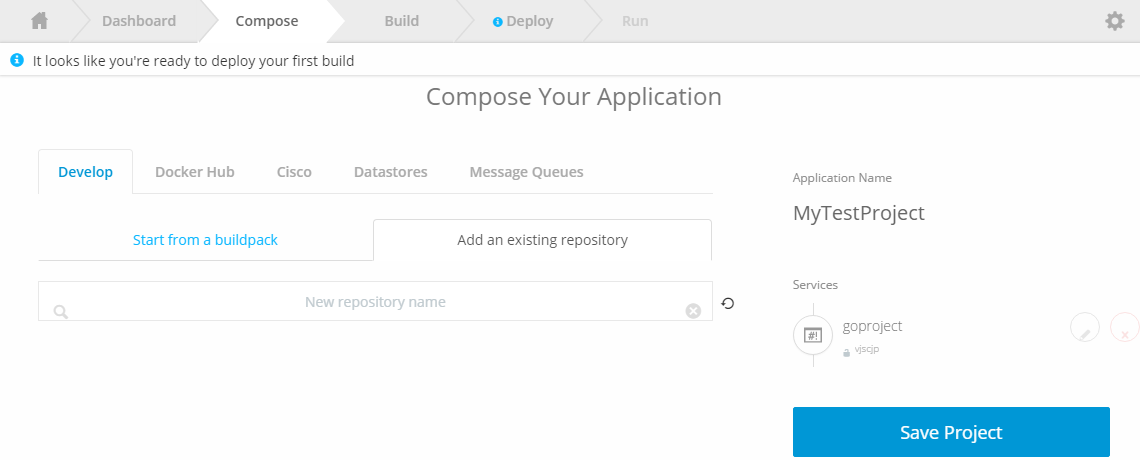 Dashboard Compose Build Deploy Run
It looks like you're ready to deploy your first build
Compose Your Application
Develop Docker Hub Cisco Datastores Message Queues
Start from a buildpack Add an existing repository
New repository name
Application Name
MyTestProject
Services
#!
goproject
vjscjp
Save Project